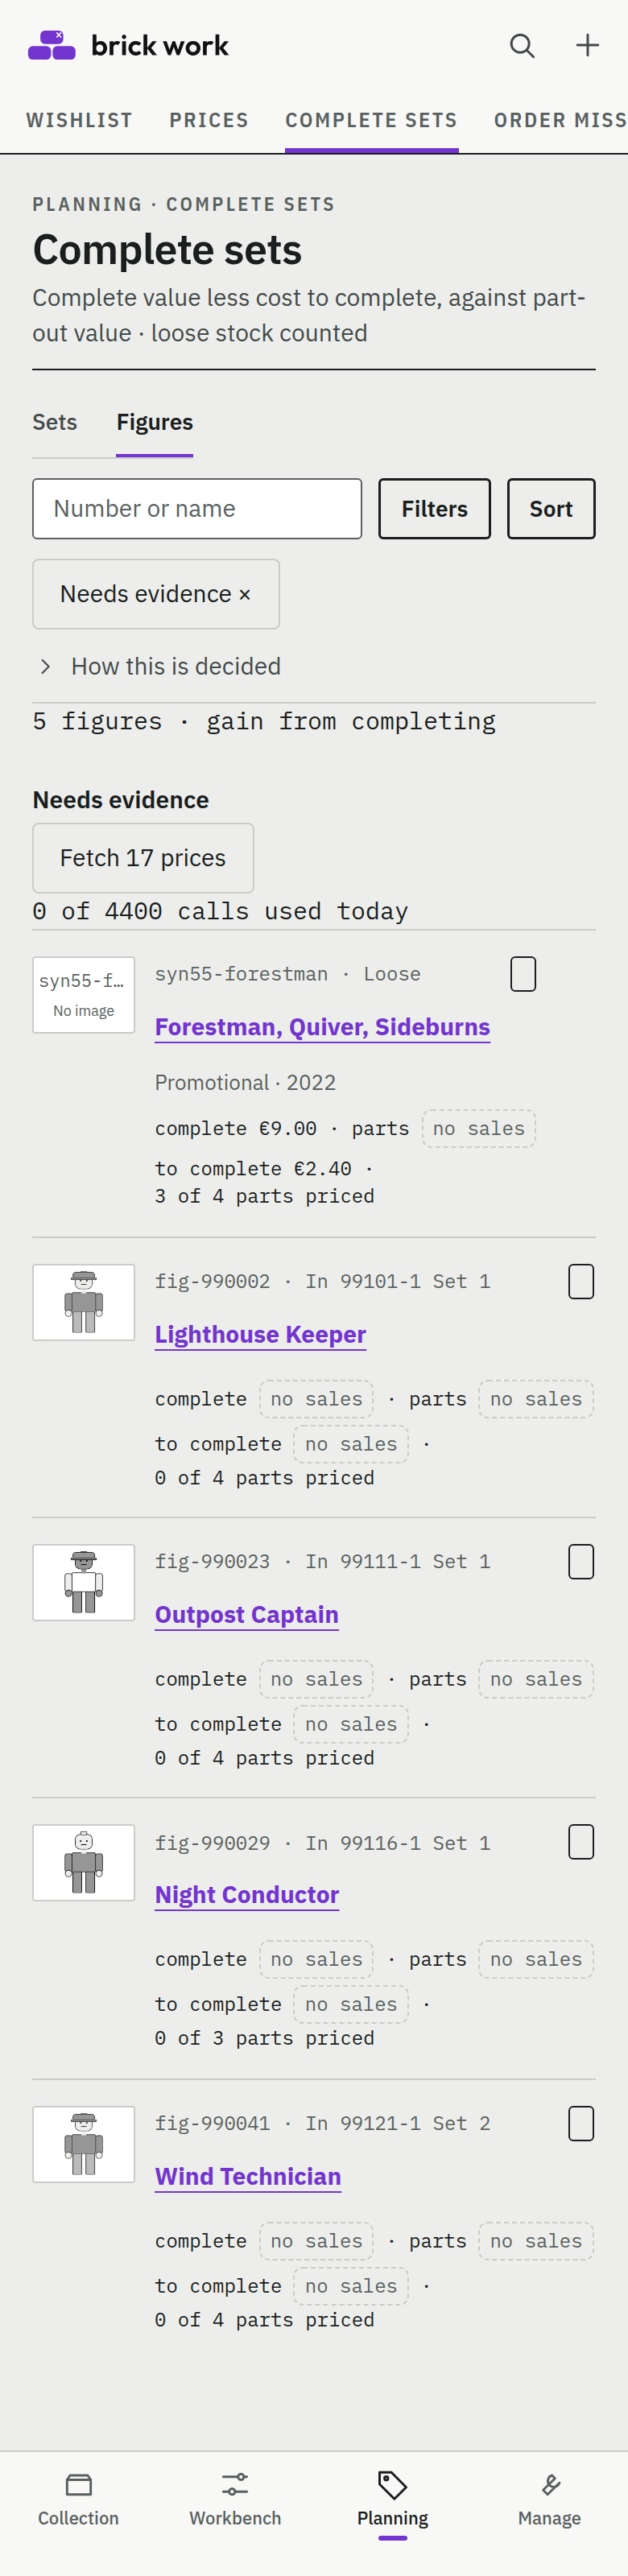 brick work
WISHLIST PRICES COMPLETE SETS ORDER MISS
PLANNING · COMPLETE SETS
Complete sets
Complete value less cost to complete, against part-
out value · loose stock counted
Sets Figures
Number or name Filters Sort
Needs evidence ×
How this is decided
5 figures · gain from completing
Needs evidence
Fetch 17 prices
0 of 4400 calls used today
syn55-f…
No image
syn55-forestman · Loose
Forestman, Quiver, Sideburns
Promotional · 2022
complete €9.00 · parts no sales
to complete €2.40 ·
3 of 4 parts priced
fig-990002 · In 99101-1 Set 1
Lighthouse Keeper
complete no sales · parts no sales
to complete no sales ·
0 of 4 parts priced
fig-990023 · In 99111-1 Set 1
Outpost Captain
complete no sales · parts no sales
to complete no sales ·
0 of 4 parts priced
fig-990029 · In 99116-1 Set 1
Night Conductor
complete no sales · parts no sales
to complete no sales ·
0 of 3 parts priced
fig-990041 · In 99121-1 Set 2
Wind Technician
complete no sales · parts no sales
to complete no sales ·
0 of 4 parts priced
Collection Workbench Planning Manage